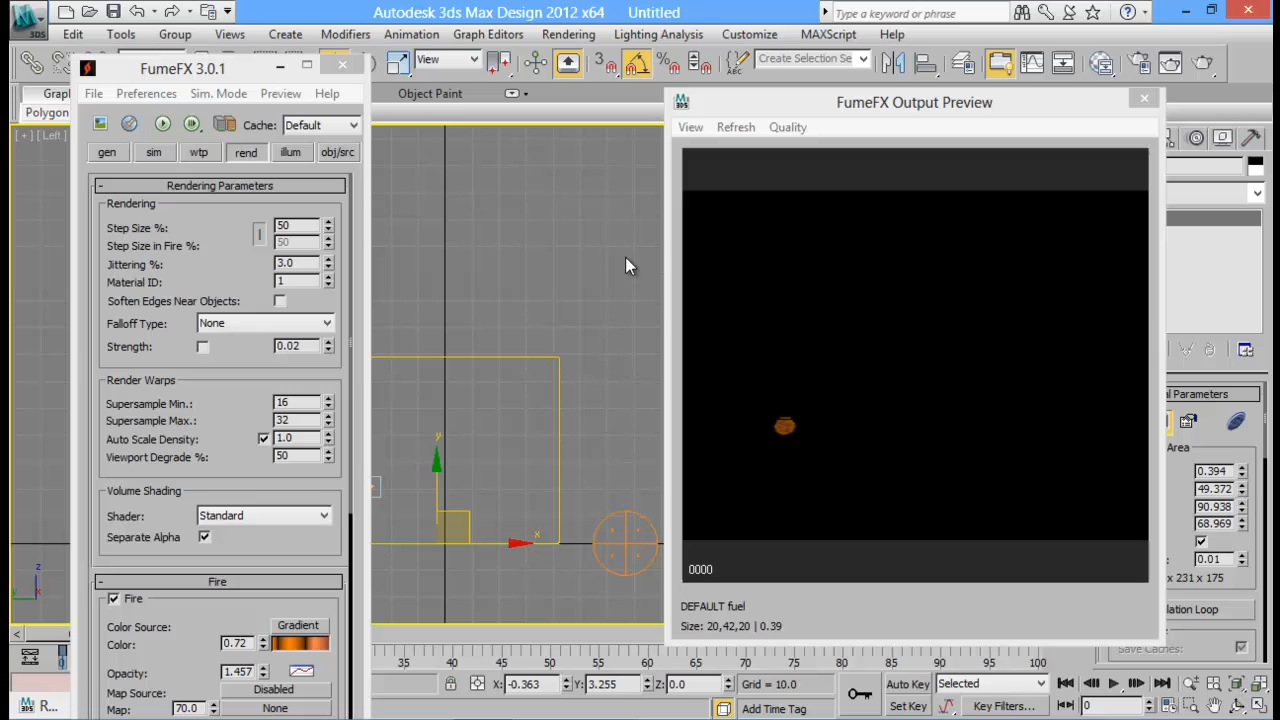 Autodesk 3ds Max Design 2012 x64 Untitled
Type a keyword or phrase
3DS
Edit Tools Group Views Create Modifiers Animation Graph Editors Rendering Lighting Analysis Customize MAXScript Help
View
3
Create Selection Se
FumeFX 3.0.1
Graph
Object Paint
Polygon
File Preferences Sim. Mode Preview Help
Cache: Default
gen sim wtp rend illum obj/src
[ + ] [ Left ]
Rendering Parameters
Rendering
Step Size %: 50
Step Size in Fire %: 50
Jittering %: 3.0
Material ID: 1
Soften Edges Near Objects:
Falloff Type: None
Strength: 0.02
Render Warps
Supersample Min.: 16
Supersample Max.: 32
Auto Scale Density: 1.0
Viewport Degrade %: 50
Volume Shading
Shader: Standard
Separate Alpha
Fire
Fire
Color Source: Gradient
Color: 0.72
Opacity: 1.457
Map Source: Disabled
Map: 70.0 None
y
x
z
x
FumeFX Output Preview
View Refresh Quality
0000
DEFAULT fuel
Size: 20,42,20 | 0.39
al Parameters
Area
0.394
49.372
90.938
68.969
0.01
x 231 x 175
lation Loop
Save Caches:
35 40 45 50 55 60 65 70 75 80 85 90 95 100
X: -0.363 Y: 3.255 Z: 0.0 Grid = 10.0
Auto Key Selected
Add Time Tag
Set Key Key Filters...
0
R...